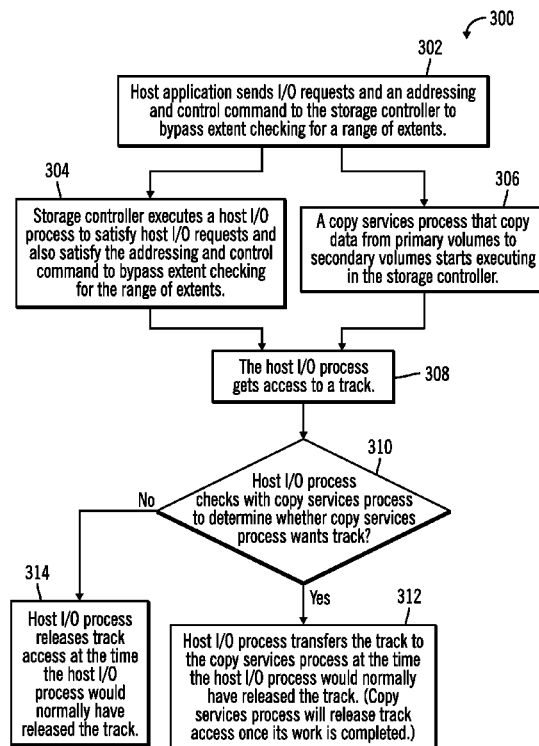 300
302
Host application sends I/O requests and an addressing
and control command to the storage controller to
bypass extent checking for a range of extents.
304
Storage controller executes a host I/O
process to satisfy host I/O requests and
also satisfy the addressing and control
command to bypass extent checking
for the range of extents.
306
A copy services process that copy
data from primary volumes to
secondary volumes starts executing
in the storage controller.
The host I/O process
gets access to a track.
308
310
Host I/O process
checks with copy services process
to determine whether copy services
process wants track?
No
Yes
314
Host I/O process
releases track
access at the time
the host I/O
process would
normally have
released the track.
312
Host I/O process transfers the track to
the copy services process at the time
the host I/O process would normally
have released the track. (Copy
services process will release track
access once its work is completed.)